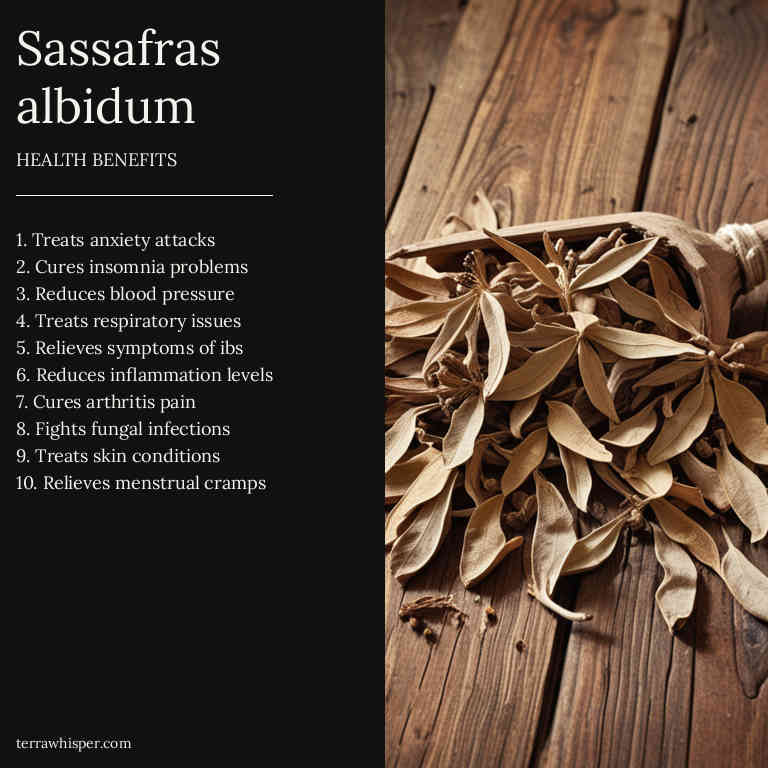 Sassafras
albidum
HEALTH BENEFITS
1. Treats anxiety attacks
2. Cures insomnia problems
3. Reduces blood pressure
4. Treats respiratory issues
5. Relieves symptoms of ibs
6. Reduces inflammation levels
7. Cures arthritis pain
8. Fights fungal infections
9. Treats skin conditions
10. Relieves menstrual cramps
terrawhisper.com